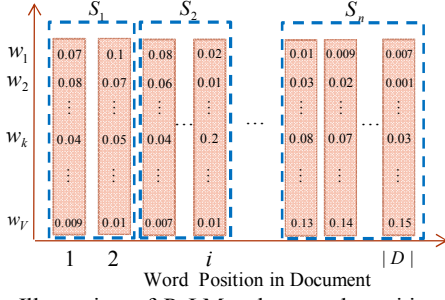 S1 S2 Sn
w1 0.07 0.1 0.08 0.02 0.01 0.009 0.007
w2 0.08 0.07 0.06 0.01 0.03 0.02 0.001
⋮ ⋮ ⋮ ... ⋮ ... ⋮ ⋮ ⋮
wk 0.04 0.05 0.04 0.2 0.08 0.07 ... 0.03
⋮ ⋮ ⋮ ⋮ ⋮ ⋮ ⋮
wV 0.009 0.01 0.007 0.01 0.13 0.14 0.15
1 2 i |D|
Word Position in Document